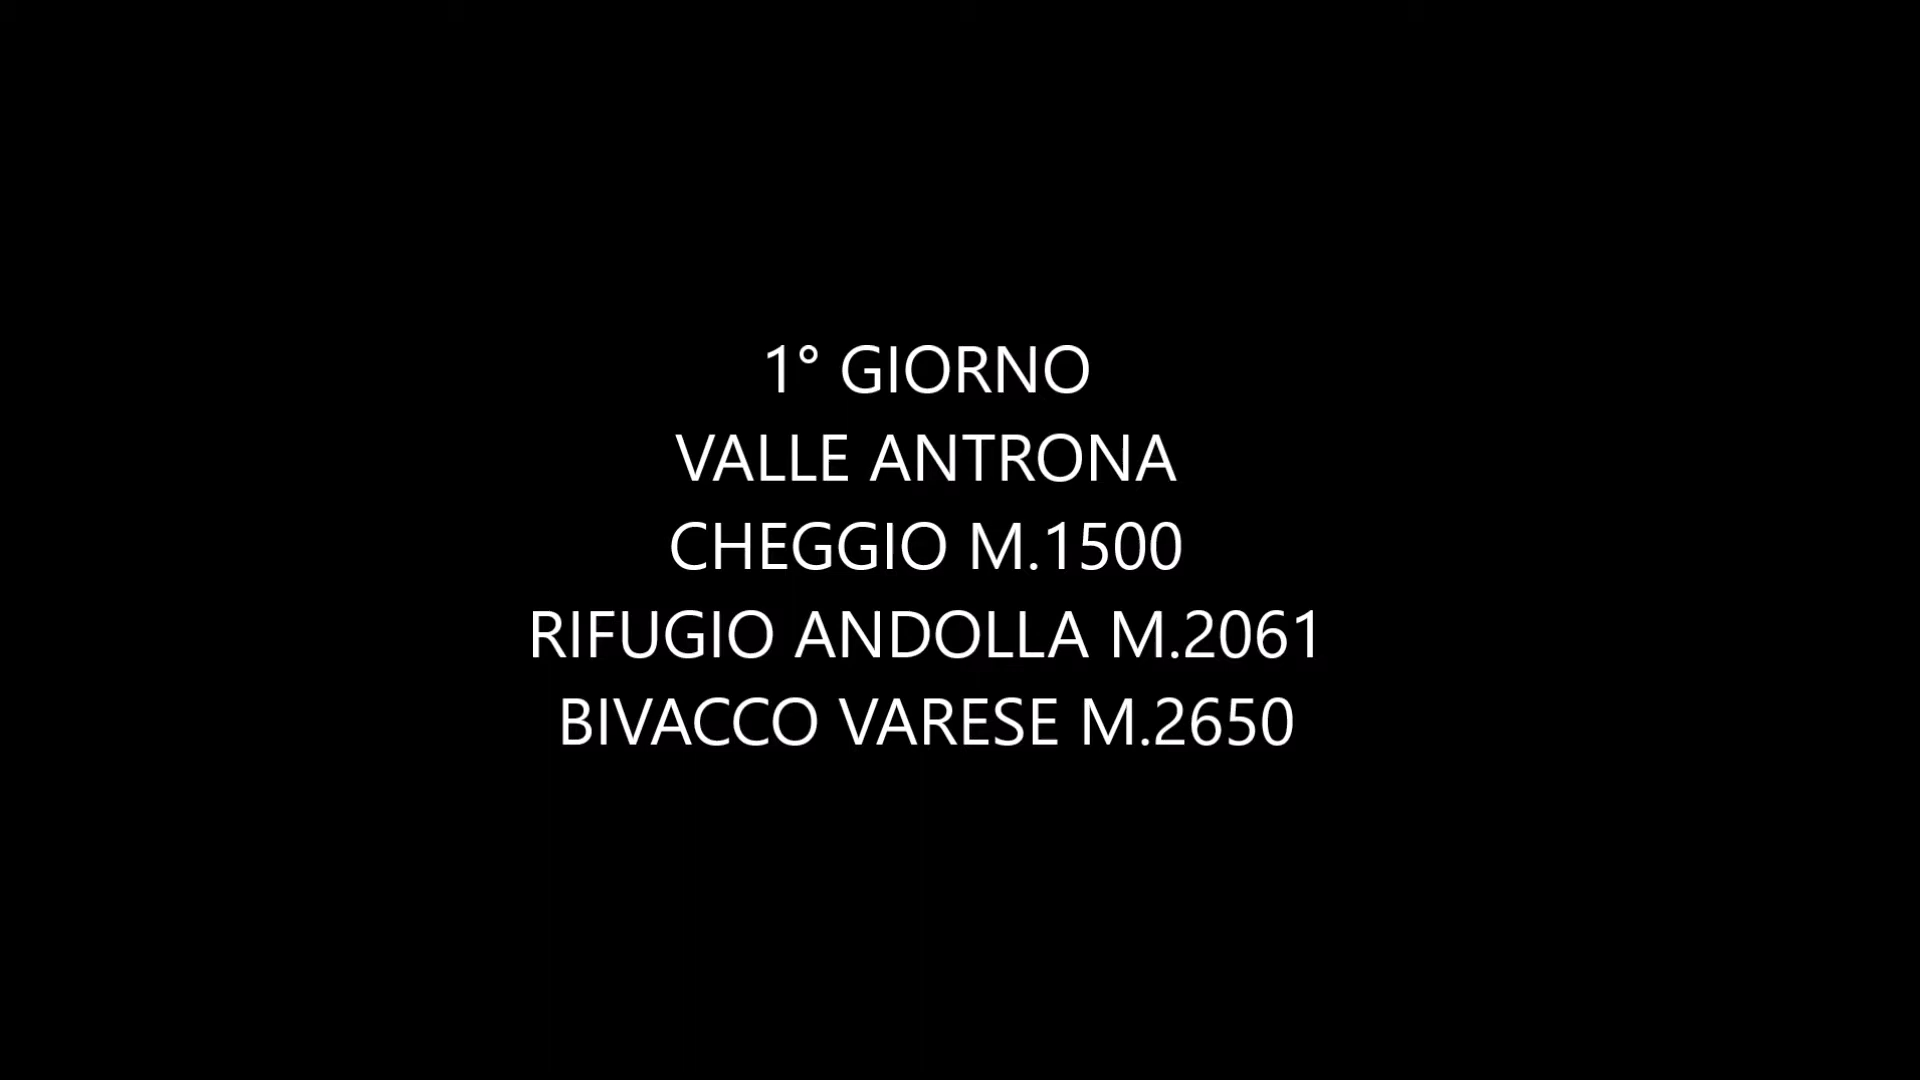 1° GIORNO
VALLE ANTRONA
CHEGGIO M.1500
RIFUGIO ANDOLLA M.2061
BIVACCO VARESE M.2650